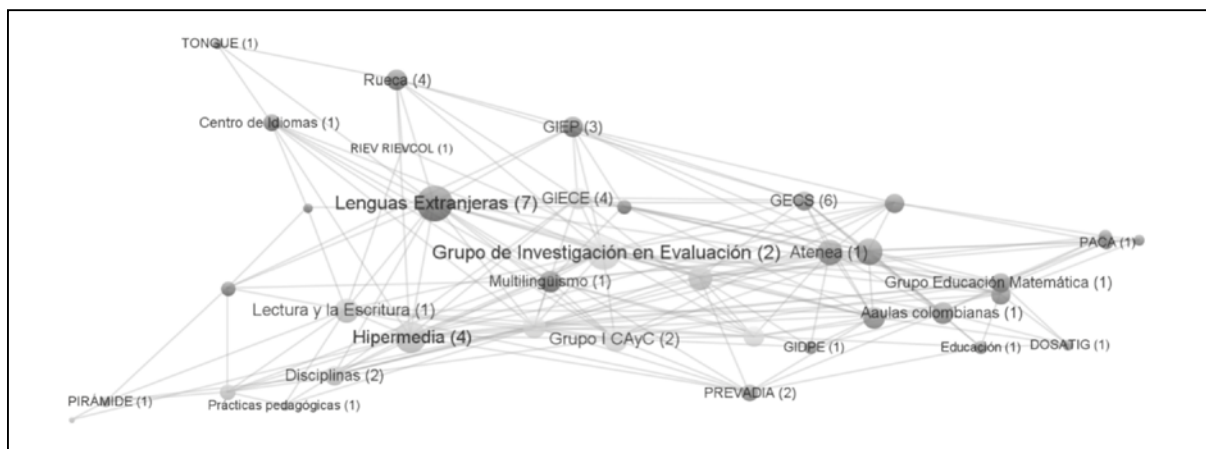 TONGUE (1)
Rueca (4)
Centro de Idiomas (1)
GIEP (3)
RIEV RIEVCOL (1)
Lenguas Extranjeras (7)
GIECE (4)
GECS (6)
PACA (1)
Grupo de Investigación en Evaluación (2)
Atenea (1)
Multilingüismo (1)
Grupo Educación Matemática (1)
Lectura y la Escritura (1)
Aaulas colombianas (1)
Hipermedia (4)
Grupo I CAyC (2)
GIDPE (1)
Educación (1)
DOSATIG (1)
Disciplinas (2)
PREVADIA (2)
PIRÁMIDE (1)
Prácticas pedagógicas (1)